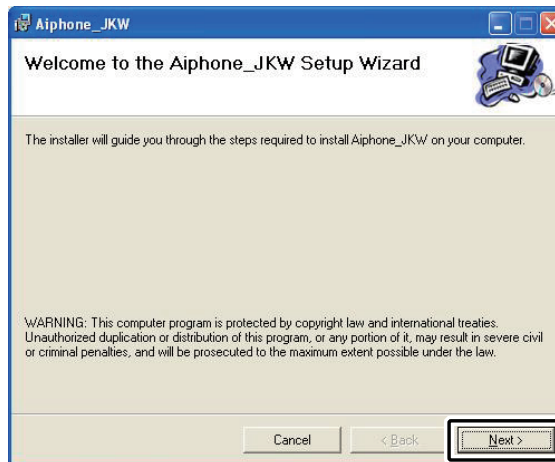 Aiphone_JKW
Welcome to the Aiphone_JKW Setup Wizard
The installer will guide you through the steps required to install Aiphone_JKW on your computer.
WARNING: This computer program is protected by copyright law and international treaties.
Unauthorized duplication or distribution of this program, or any portion of it, may result in severe civil
or criminal penalties, and will be prosecuted to the maximum extent possible under the law.
Cancel
< Back
Next >